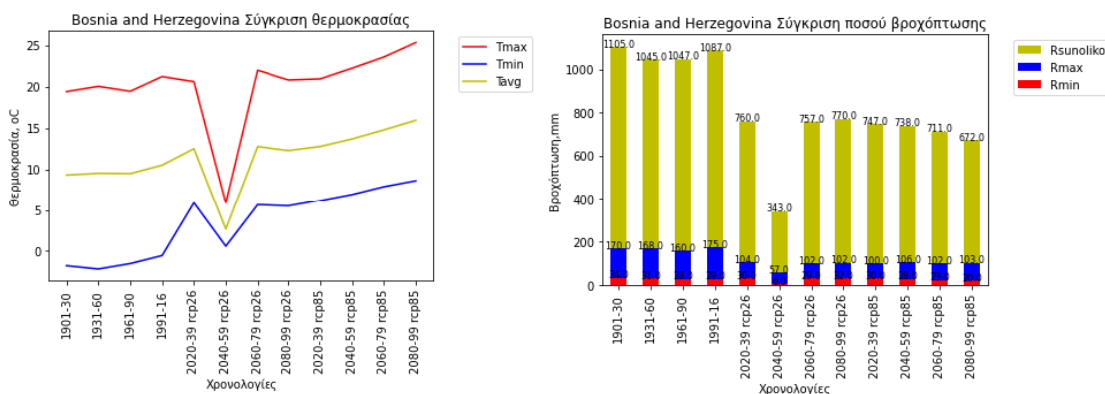 Bosnia and Herzegovina Σύγκριση θερμοκρασίας
25
20
15
10
5
0
θερμοκρασία, oC
Tmax
Tmin
Tavg
1901-30
1931-60
1961-90
1991-16
2020-39 rcp26
2040-59 rcp26
2060-79 rcp26
2080-99 rcp26
2020-39 rcp85
2040-59 rcp85
2060-79 rcp85
2080-99 rcp85
Χρονολογίες
Bosnia and Herzegovina Σύγκριση ποσού βροχόπτωσης
1000
800
600
400
200
0
Βροχόπτωση,mm
1105.0
1045.0
1047.0
1087.0
760.0
343.0
757.0
770.0
747.0
738.0
711.0
672.0
170.0
168.0
160.0
175.0
104.0
57.0
102.0
102.0
100.0
106.0
102.0
103.0
Rsunoliko
Rmax
Rmin
1901-30
1931-60
1961-90
1991-16
2020-39 rcp26
2040-59 rcp26
2060-79 rcp26
2080-99 rcp26
2020-39 rcp85
2040-59 rcp85
2060-79 rcp85
2080-99 rcp85
Χρονολογίες